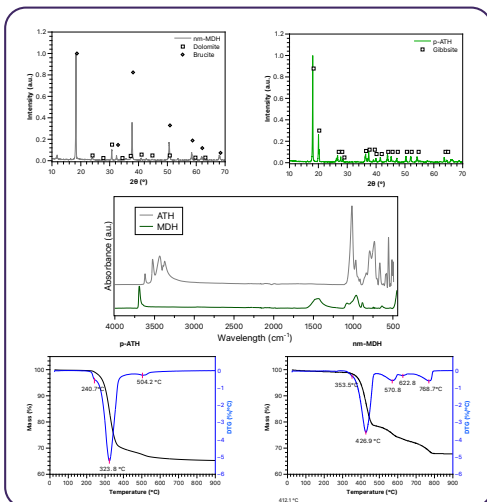 nm-MDH
Dolomite
Brucite
Intensity (a.u.)
1.2
1.0
0.8
0.6
0.4
0.2
0.0
10 20 30 40 50 60 70
2θ (º)
p-ATH
Gibbsite
Intensity (a.u.)
1.2
1.0
0.8
0.6
0.4
0.2
0.0
10 20 30 40 50 60 70
2θ (º)
ATH
MDH
Absorbance (a.u.)
4000 3500 3000 2500 2000 1500 1000 500
Wavelength (cm⁻¹)
p-ATH
100
90
80
70
60
Mass (%)
240.7°C
504.2 °C
323.8 °C
0
-1
-2
-3
-4
-5
-6
DTG (%/°C)
0 100 200 300 400 500 600 700 800 900
Temperature (ºC)
nm-MDH
100
90
80
70
60
Mass (%)
353.5°C
622.8
570.8
768.7°C
426.9 °C
0
-1
-2
-3
-4
-5
DTG (%/°C)
0 100 200 300 400 500 600 700 800 900
Temperature (ºC)
412.1 °C